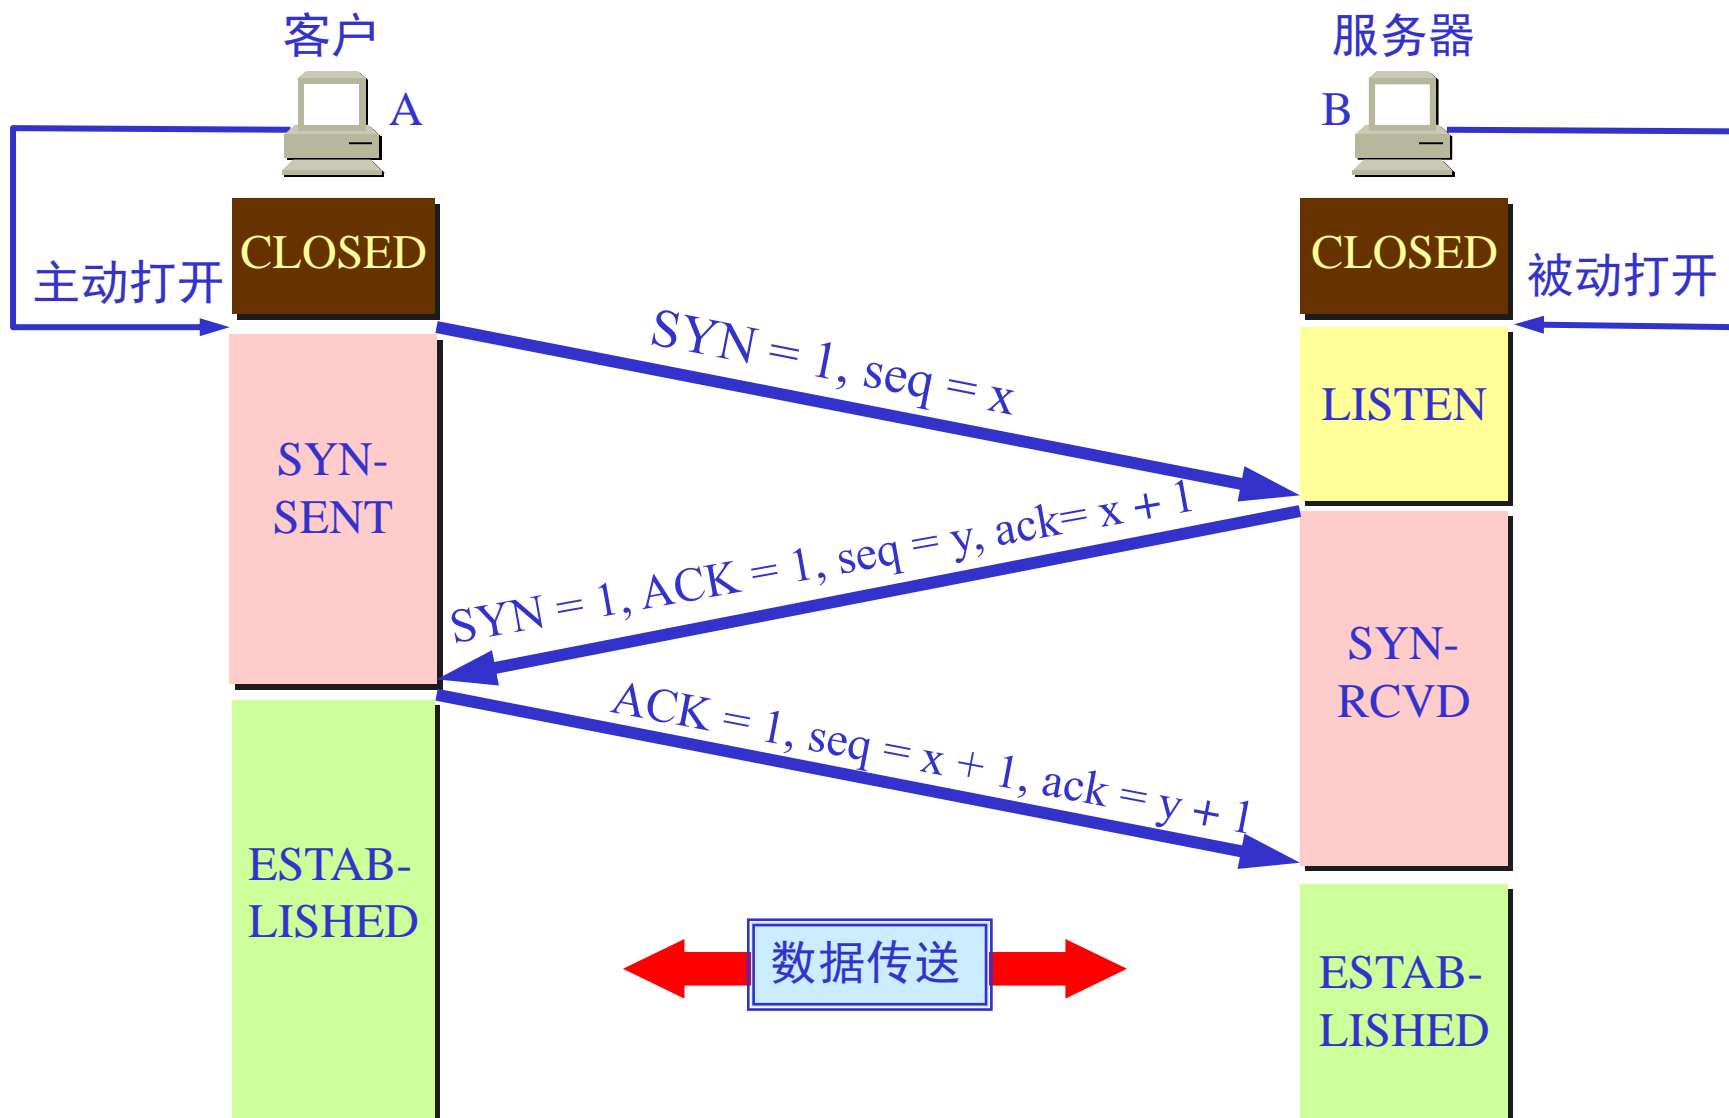 客户
服务器
A
B
CLOSED
CLOSED
主动打开
被动打开
SYN = 1, seq = x
LISTEN
SYN-
SENT
SYN = 1, ACK = 1, seq = y, ack= x + 1
SYN-
RCVD
ACK = 1, seq = x + 1, ack = y + 1
ESTAB-
LISHED
数据传送
ESTAB-
LISHED